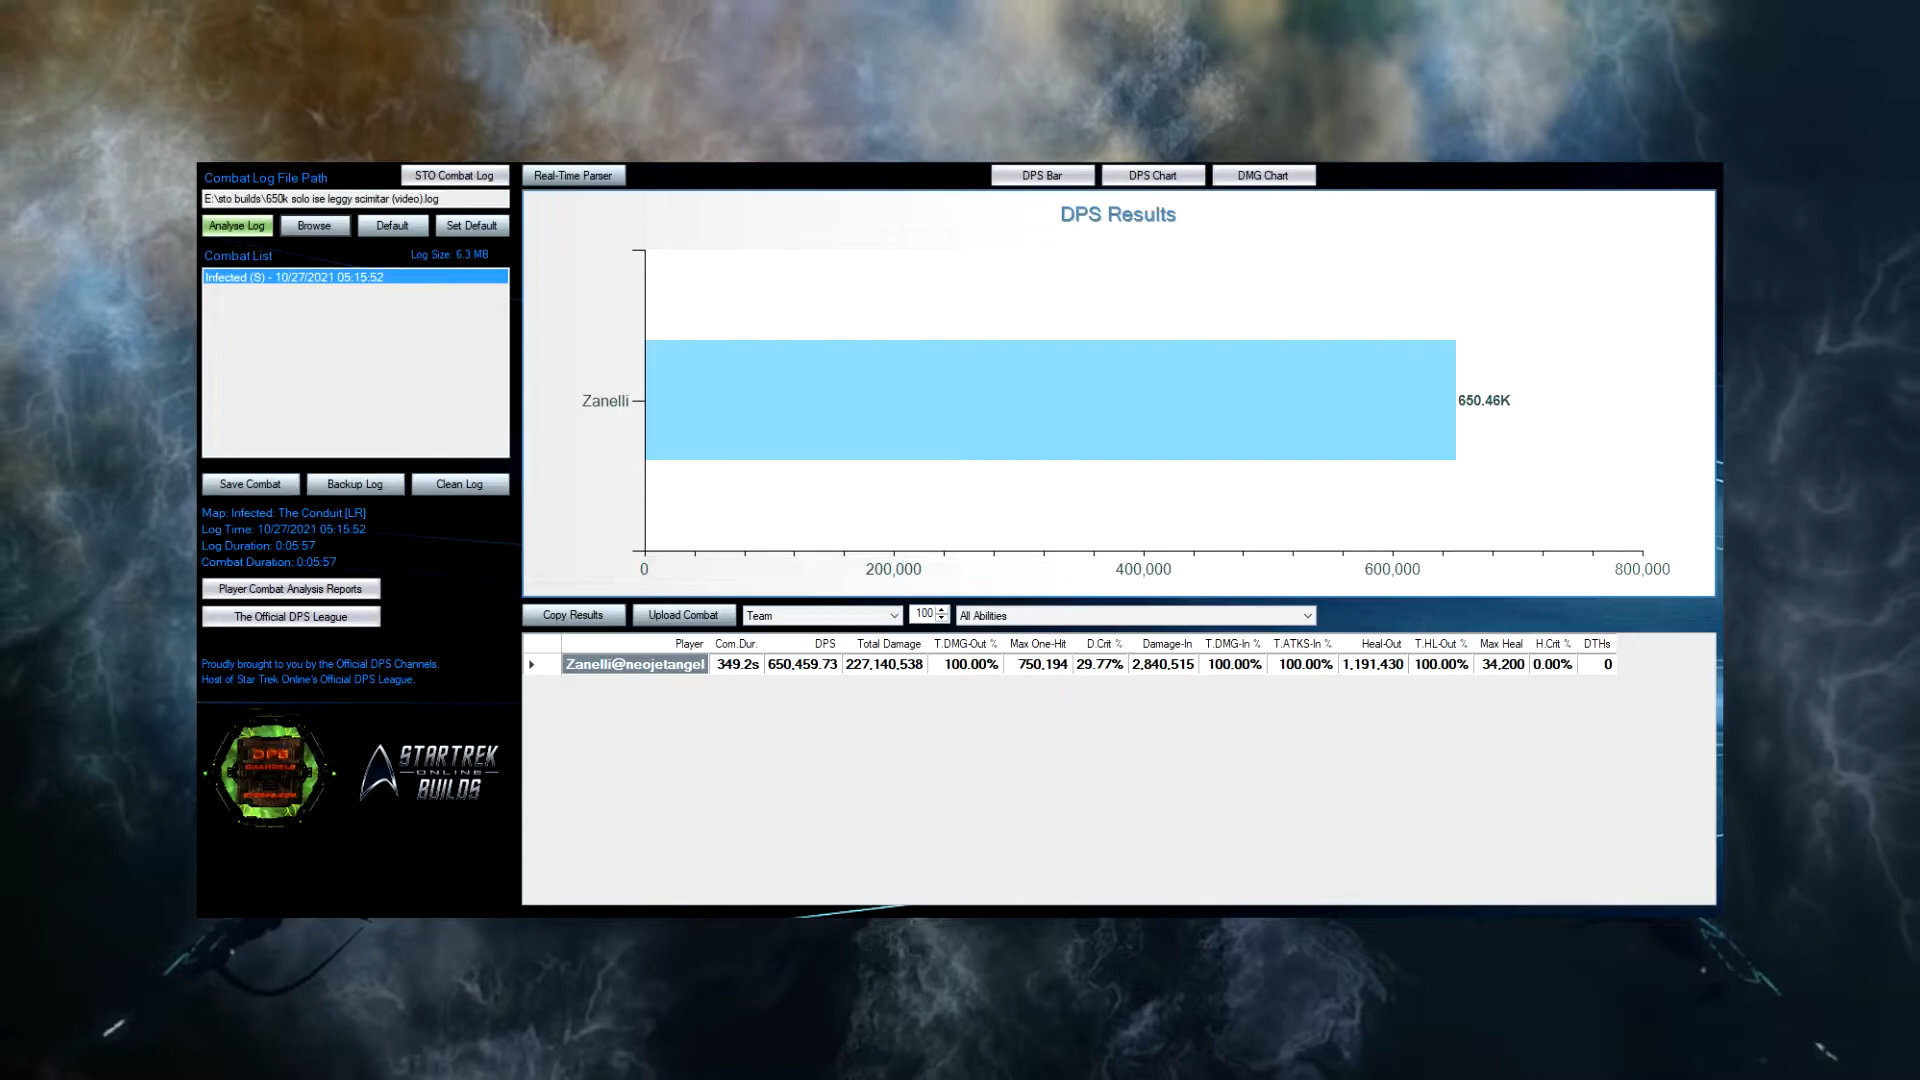 Combat Log File Path
STO Combat Log
E:\sto builds\650k solo ise leggy scimitar (video).log
Analyse Log
Browse
Default
Set Default
Combat List
Log Size: 6.3 MB
Infected (S) - 10/27/2021 05:15:52
Save Combat
Backup Log
Clean Log
Map: Infected: The Conduit [LR]
Log Time: 10/27/2021 05:15:52
Log Duration: 0:05:57
Combat Duration: 0:05:57
Player Combat Analysis Reports
The Official DPS League
Proudly brought to you by the Official DPS Channels.
Host of Star Trek Online's Official DPS League.
DPS
CHANNELS
STARTREK
ONLINE
BUILDS
Real-Time Parser
DPS Bar
DPS Chart
DMG Chart
DPS Results
Zanelli
650.46K
0 200,000 400,000 600,000 800,000
Copy Results
Upload Combat
Team
100
All Abilities
Player Com.Dur. DPS Total Damage T.DMG-Out % Max One-Hit D.Crit % Damage-In T.DMG-In % T.ATKS-In % Heal-Out T.HL-Out % Max Heal H.Crit % DTHs
Zanelli@neojetangel 349.2s 650,459.73 227,140,538 100.00% 750,194 29.77% 2,840,515 100.00% 100.00% 1,191,430 100.00% 34,200 0.00% 0